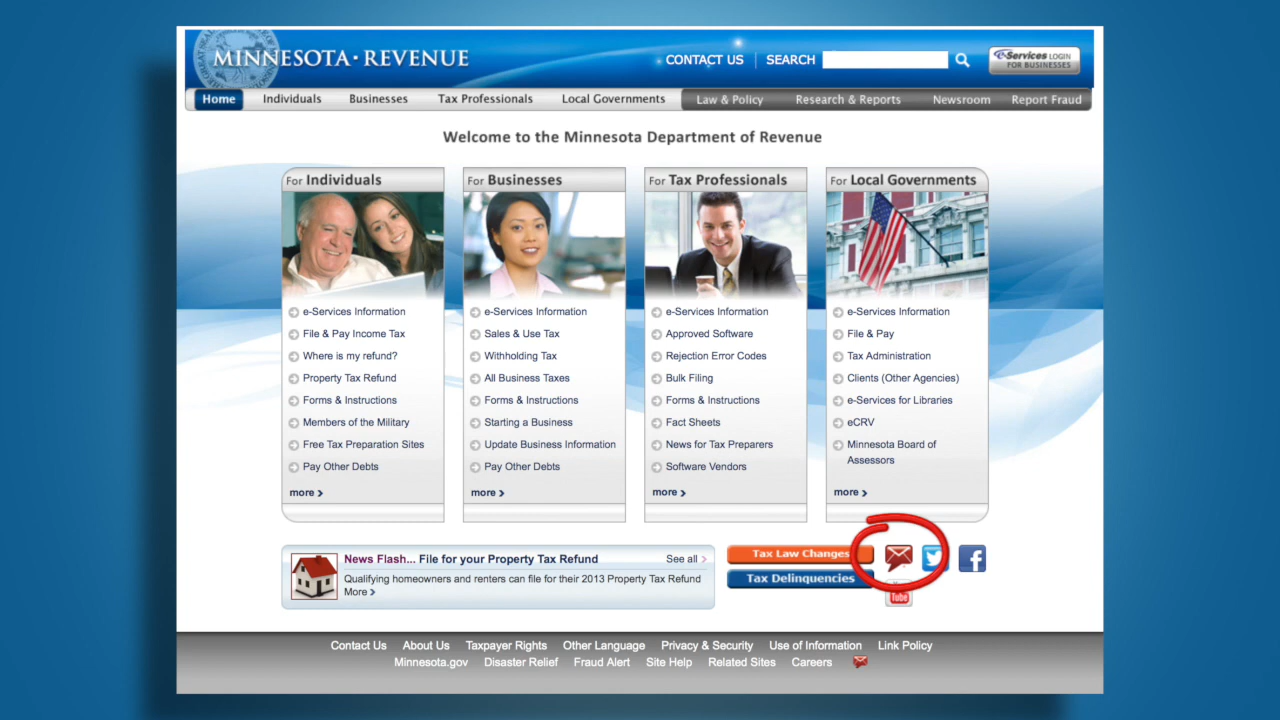 MINNESOTA · REVENUE
CONTACT US
SEARCH
eServices LOGIN
FOR BUSINESSES
Home
Individuals
Businesses
Tax Professionals
Local Governments
Law & Policy
Research & Reports
Newsroom
Report Fraud
Welcome to the Minnesota Department of Revenue
For Individuals
e-Services Information
File & Pay Income Tax
Where is my refund?
Property Tax Refund
Forms & Instructions
Members of the Military
Free Tax Preparation Sites
Pay Other Debts
more >
For Businesses
e-Services Information
Sales & Use Tax
Withholding Tax
All Business Taxes
Forms & Instructions
Starting a Business
Update Business Information
Pay Other Debts
more >
For Tax Professionals
e-Services Information
Approved Software
Rejection Error Codes
Bulk Filing
Forms & Instructions
Fact Sheets
News for Tax Preparers
Software Vendors
more >
For Local Governments
e-Services Information
File & Pay
Tax Administration
Clients (Other Agencies)
e-Services for Libraries
eCRV
Minnesota Board of
Assessors
more >
News Flash... File for your Property Tax Refund
See all >
Qualifying homeowners and renters can file for their 2013 Property Tax Refund
More >
Tax Law Changes
Tax Delinquencies
f
Tube
Contact Us About Us Taxpayer Rights Other Language Privacy & Security Use of Information Link Policy
Minnesota.gov Disaster Relief Fraud Alert Site Help Related Sites Careers